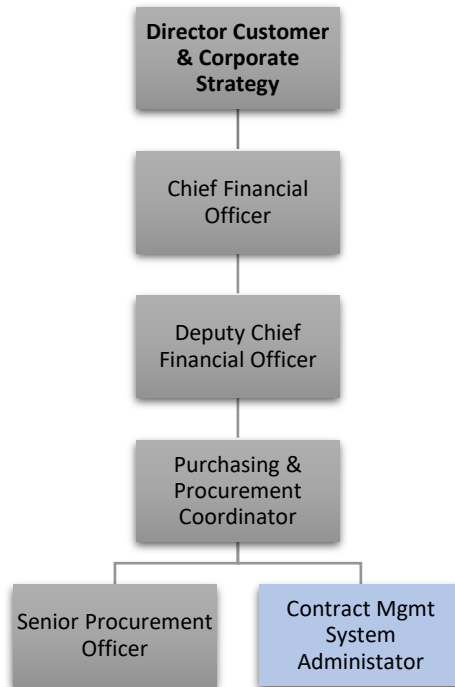 Director Customer
& Corporate
Strategy
Chief Financial
Officer
Deputy Chief
Financial Officer
Purchasing &
Procurement
Coordinator
Senior Procurement
Officer
Contract Mgmt
System
Administator